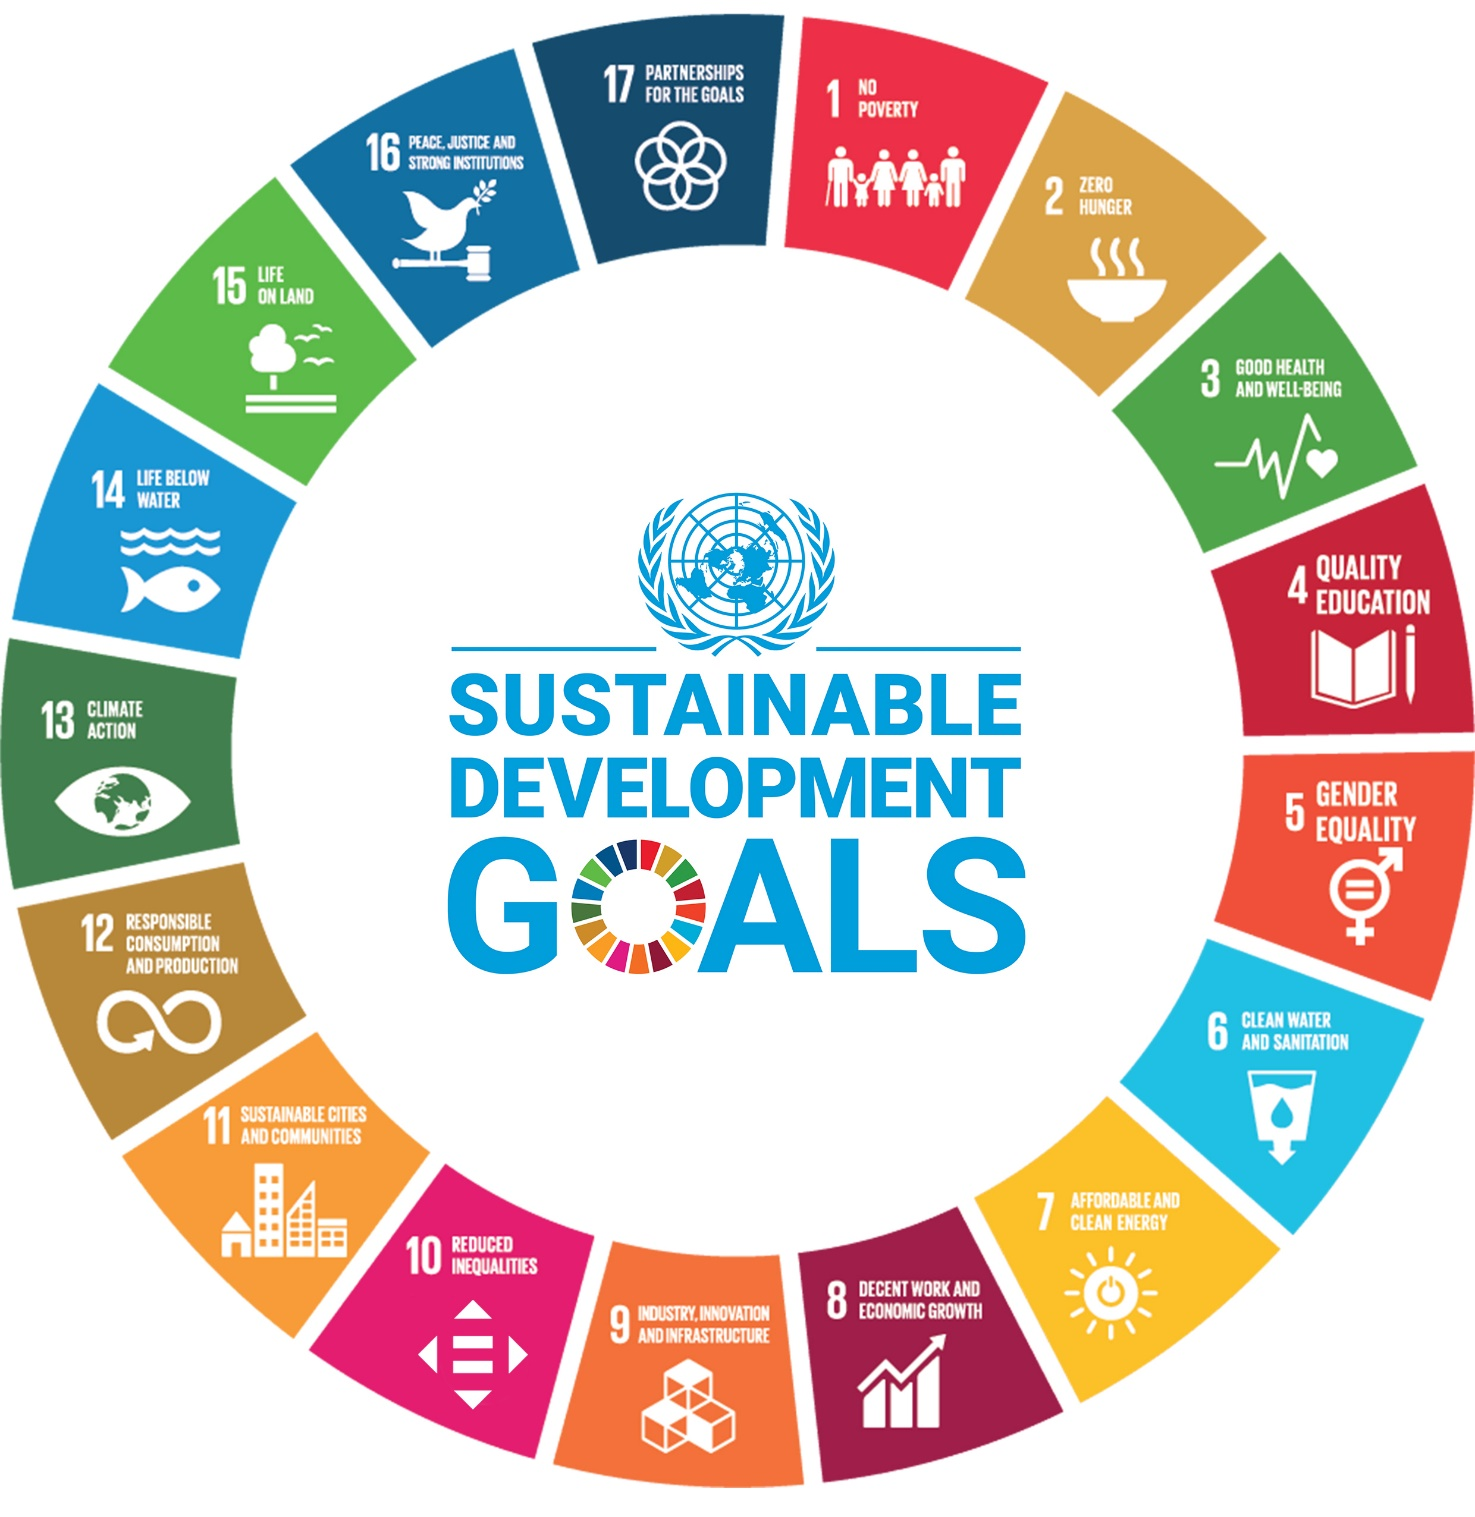 17 PARTNERSHIPS
FOR THE GOALS
1 NO
POVERTY
2 ZERO
HUNGER
3 GOOD HEALTH
AND WELL-BEING
4 QUALITY
EDUCATION
5 GENDER
EQUALITY
6 CLEAN WATER
AND SANITATION
7 AFFORDABLE AND
CLEAN ENERGY
8 DECENT WORK AND
ECONOMIC GROWTH
9 INDUSTRY, INNOVATION
AND INFRASTRUCTURE
10 REDUCED
INEQUALITIES
11 SUSTAINABLE CITIES
AND COMMUNITIES
12 RESPONSIBLE
CONSUMPTION
AND PRODUCTION
13 CLIMATE
ACTION
14 LIFE BELOW
WATER
15 LIFE
ON LAND
16 PEACE, JUSTICE AND
STRONG INSTITUTIONS
SUSTAINABLE
DEVELOPMENT
GOALS